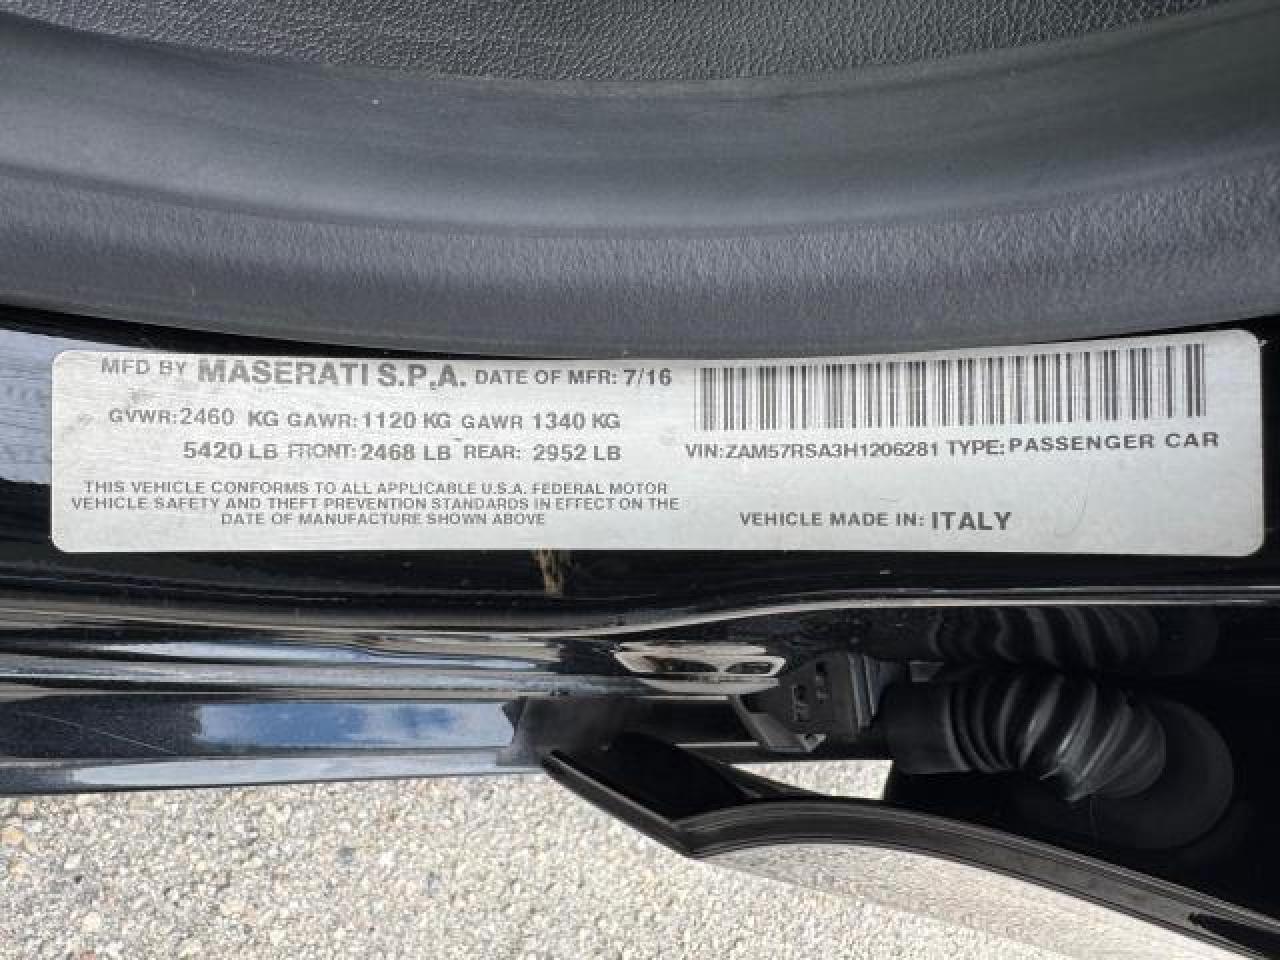 MFD BY MASERATI S.P.A. DATE OF MFR: 7/16
GVWR: 2460 KG GAWR: 1120 KG GAWR 1340 KG
5420 LB FRONT: 2468 LB REAR: 2952 LB
THIS VEHICLE CONFORMS TO ALL APPLICABLE U.S.A. FEDERAL MOTOR
VEHICLE SAFETY AND THEFT PREVENTION STANDARDS IN EFFECT ON THE
DATE OF MANUFACTURE SHOWN ABOVE
VIN: ZAM57RSA3H1206281 TYPE: PASSENGER CAR
VEHICLE MADE IN: ITALY